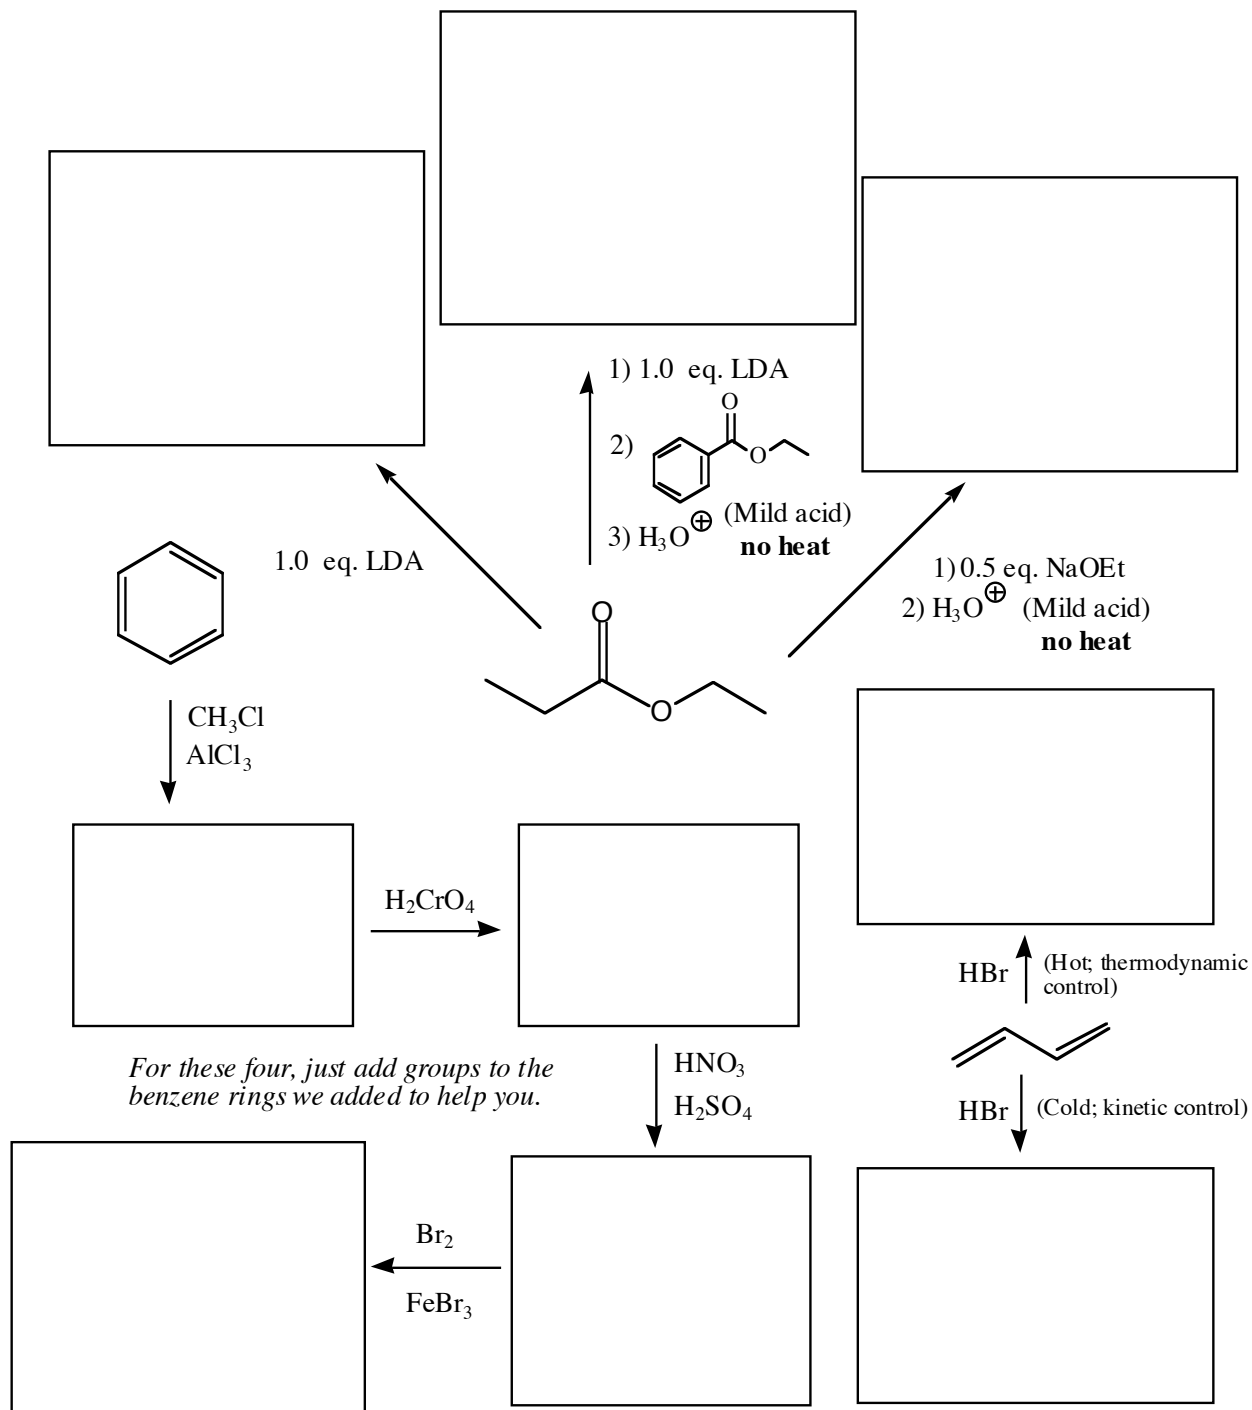 1) 1.0 eq. LDA
O
2)
O
3) H₃O⊕ (Mild acid)
no heat
1.0 eq. LDA
1) 0.5 eq. NaOEt
2) H₃O⊕ (Mild acid)
no heat
O
O
CH₃Cl
AlCl₃
H₂CrO₄
HBr (Hot; thermodynamic
control)
For these four, just add groups to the
benzene rings we added to help you.
HNO₃
H₂SO₄
HBr (Cold; kinetic control)
Br₂
FeBr₃